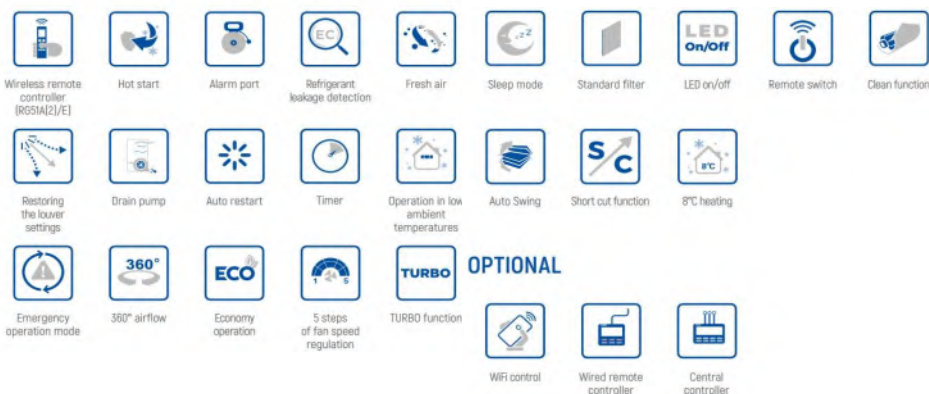 EC
z z Z
LED
On/Off
Wireless remote
controller
(RG51A(2)/E)
Hot start
Alarm port
Refrigerant
leakage detection
Fresh air
Sleep mode
Standard filter
LED on/off
Remote switch
Clean function
S/C
8°C
Restoring
the louver
settings
Drain pump
Auto restart
Timer
Operation in low
ambient
temperatures
Auto Swing
Short cut function
8°C heating
360°
ECO
1 5
TURBO
OPTIONAL
Emergency
operation mode
360° airflow
Economy
operation
5 steps
of fan speed
regulation
TURBO function
WiFi control
Wired remote
controller
Central
controller